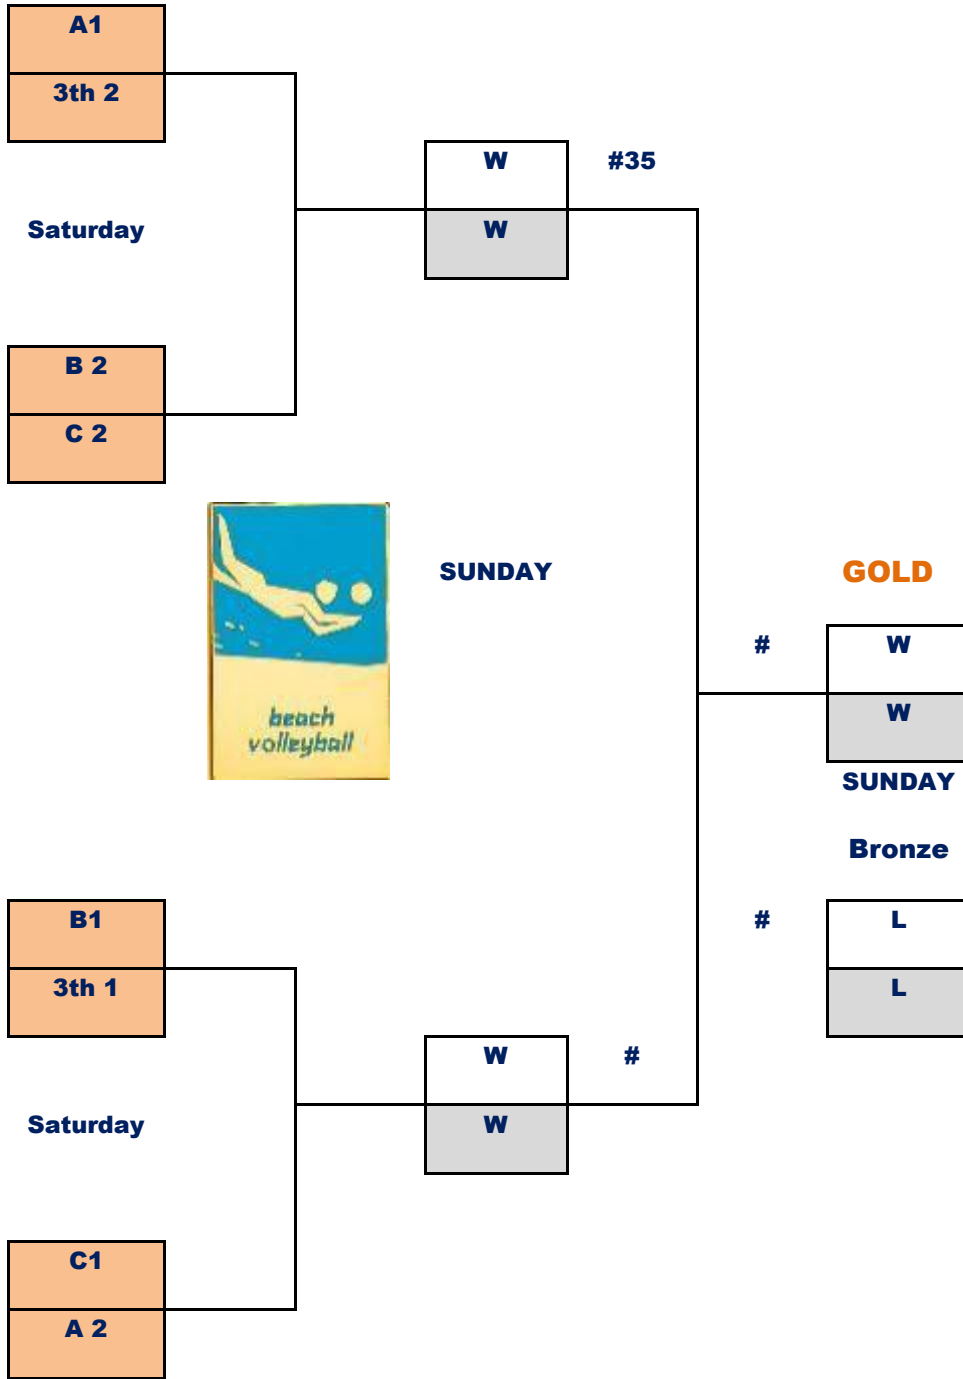 A1
3th 2
W
#35
Saturday
W
B 2
C 2
SUNDAY
GOLD
#
W
beach
volleyball
W
SUNDAY
Bronze
B1
#
L
3th 1
L
W
#
Saturday
W
C1
A 2